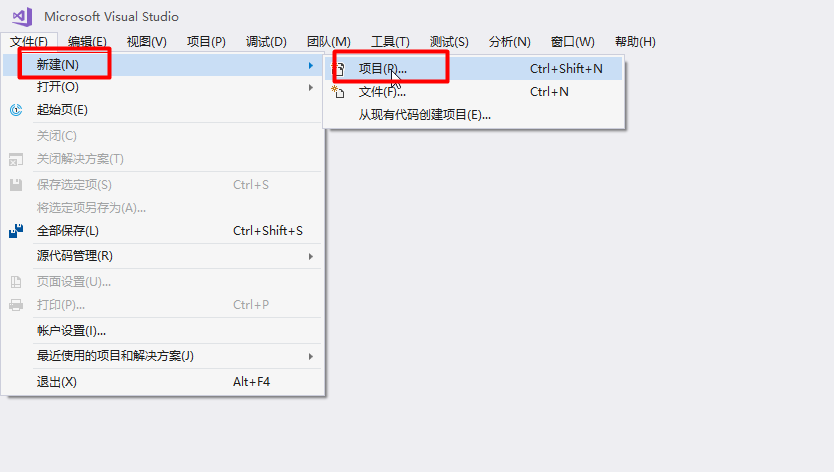 Microsoft Visual Studio
文件(F) 编辑(E) 视图(V) 项目(P) 调试(D) 团队(M) 工具(T) 测试(S) 分析(N) 窗口(W) 帮助(H)
新建(N)
项目(P)... Ctrl+Shift+N
文件(F)... Ctrl+N
从现有代码创建项目(E)...
打开(O)
起始页(E)
关闭(C)
关闭解决方案(T)
保存选定项(S) Ctrl+S
将选定项另存为(A)...
全部保存(L) Ctrl+Shift+S
源代码管理(R)
页面设置(U)...
打印(P)... Ctrl+P
帐户设置(I)...
最近使用的项目和解决方案(J)
退出(X) Alt+F4